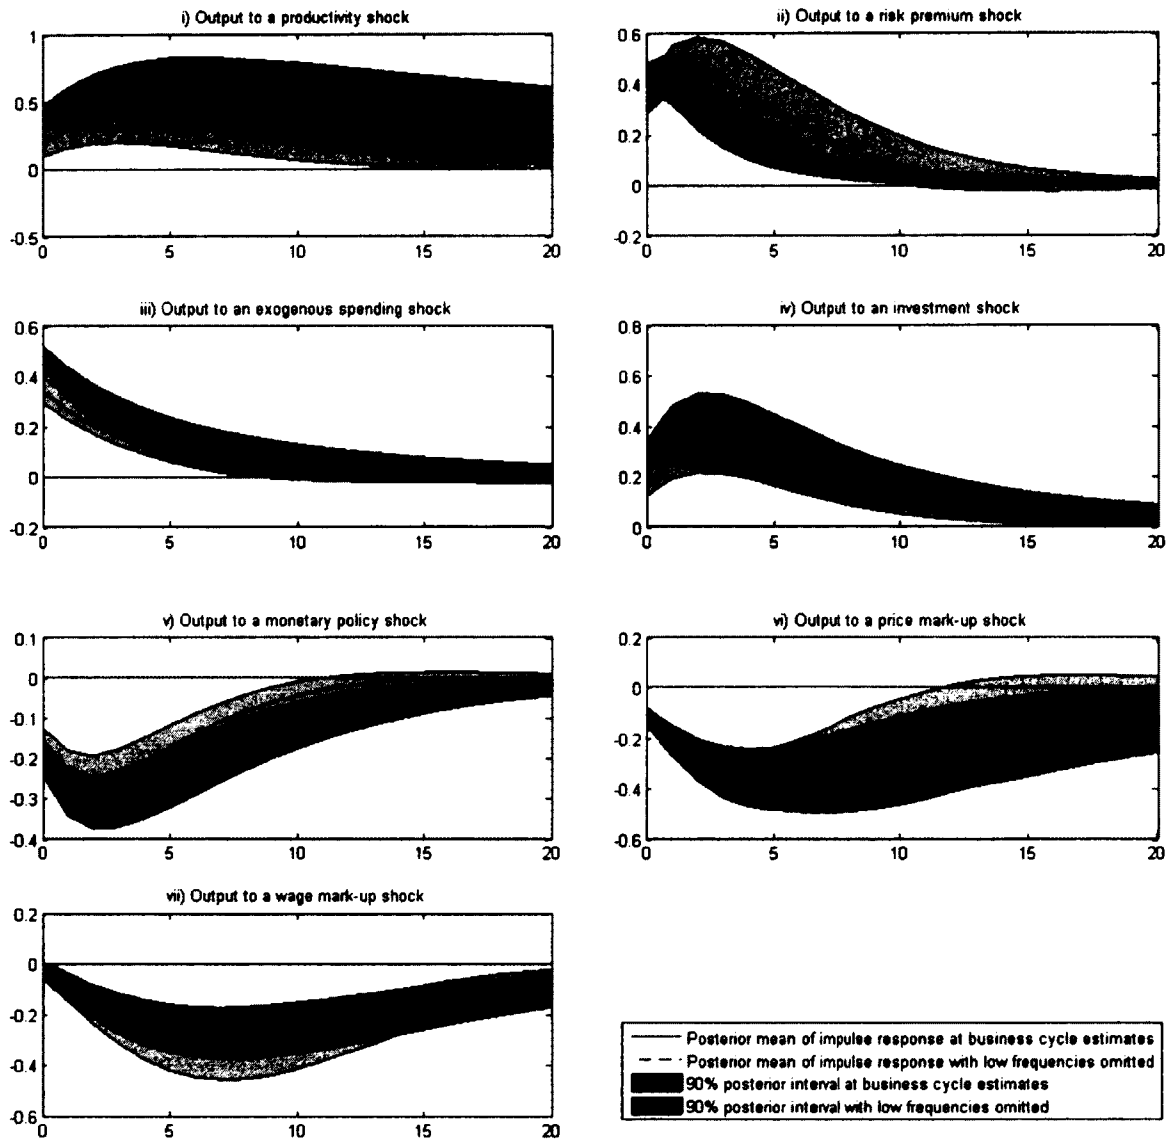 i) Output to a productivity shock
1
0.5
0
-0.5
0 5 10 15 20
ii) Output to a risk premium shock
0.6
0.4
0.2
0
-0.2
0 5 10 15 20
iii) Output to an exogenous spending shock
0.6
0.4
0.2
0
-0.2
0 5 10 15 20
iv) Output to an investment shock
0.8
0.6
0.4
0.2
0
0 5 10 15 20
v) Output to a monetary policy shock
0.1
0
-0.1
-0.2
-0.3
-0.4
0 5 10 15 20
vi) Output to a price mark-up shock
0.2
0
-0.2
-0.4
-0.6
0 5 10 15 20
vii) Output to a wage mark-up shock
0.2
0
-0.2
-0.4
-0.6
0 5 10 15 20
Posterior mean of impulse response at business cycle estimates
Posterior mean of impulse response with low frequencies omitted
90% posterior interval at business cycle estimates
90% posterior interval with low frequencies omitted